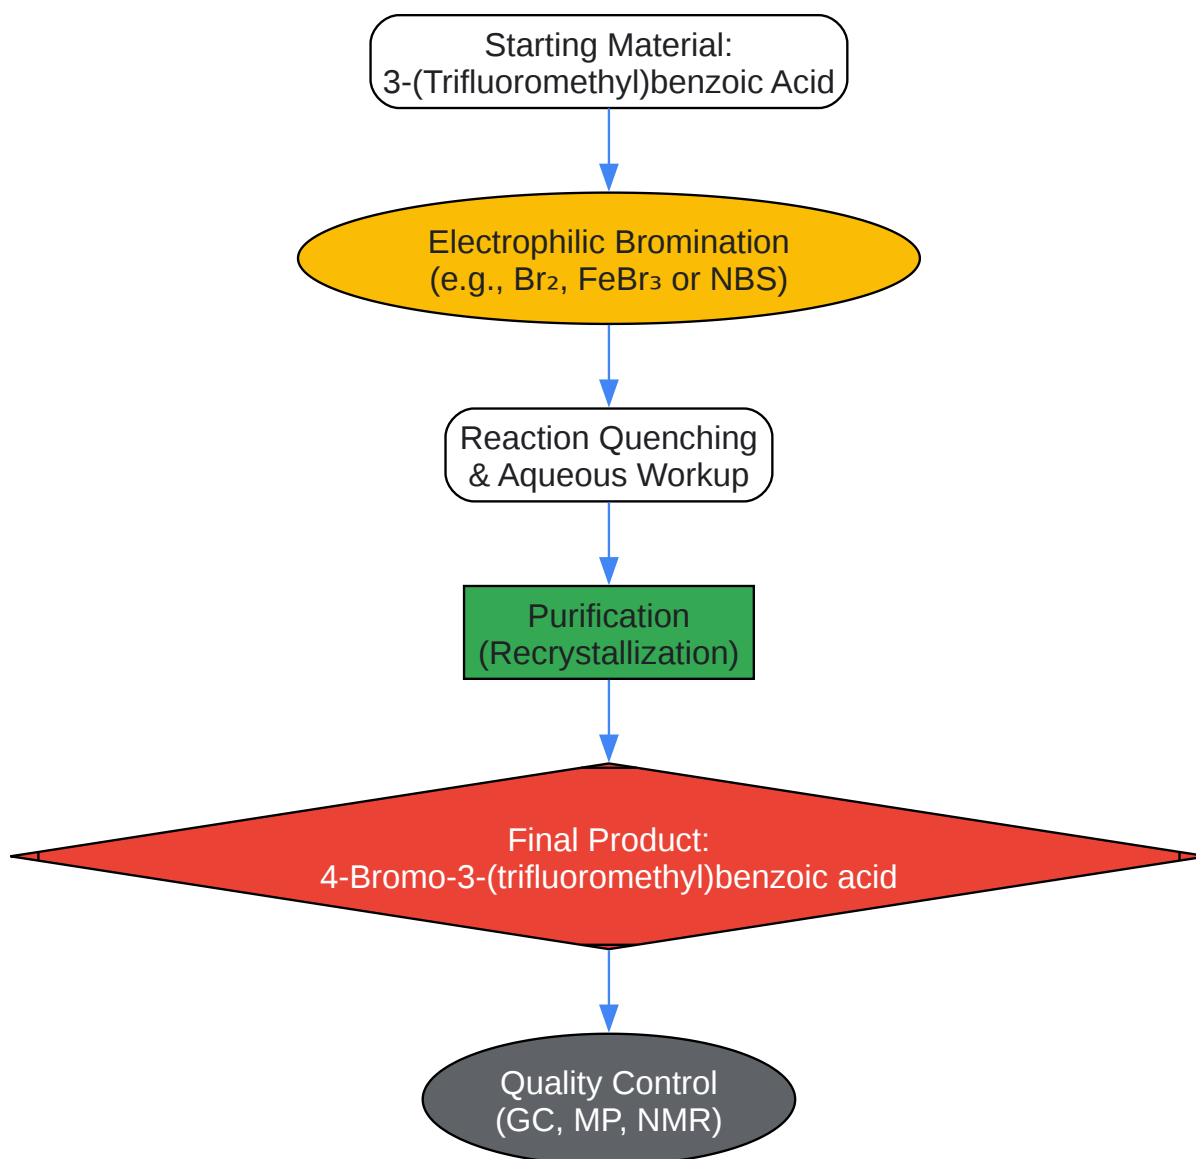 Starting Material:
3-(Trifluoromethyl)benzoic Acid
Electrophilic Bromination
(e.g., Br₂, FeBr₃ or NBS)
Reaction Quenching
& Aqueous Workup
Purification
(Recrystallization)
Final Product:
4-Bromo-3-(trifluoromethyl)benzoic acid
Quality Control
(GC, MP, NMR)